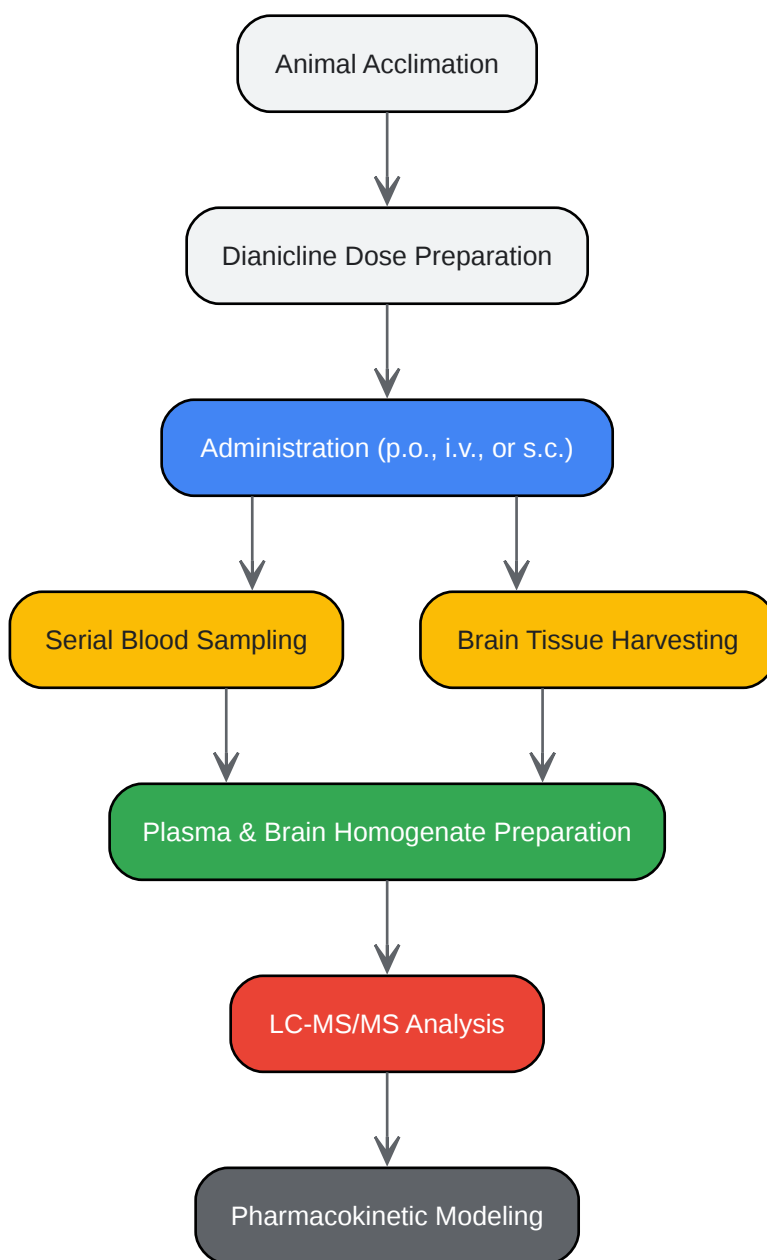 Animal Acclimation
Dianicline Dose Preparation
Administration (p.o., i.v., or s.c.)
Serial Blood Sampling
Brain Tissue Harvesting
Plasma & Brain Homogenate Preparation
LC-MS/MS Analysis
Pharmacokinetic Modeling